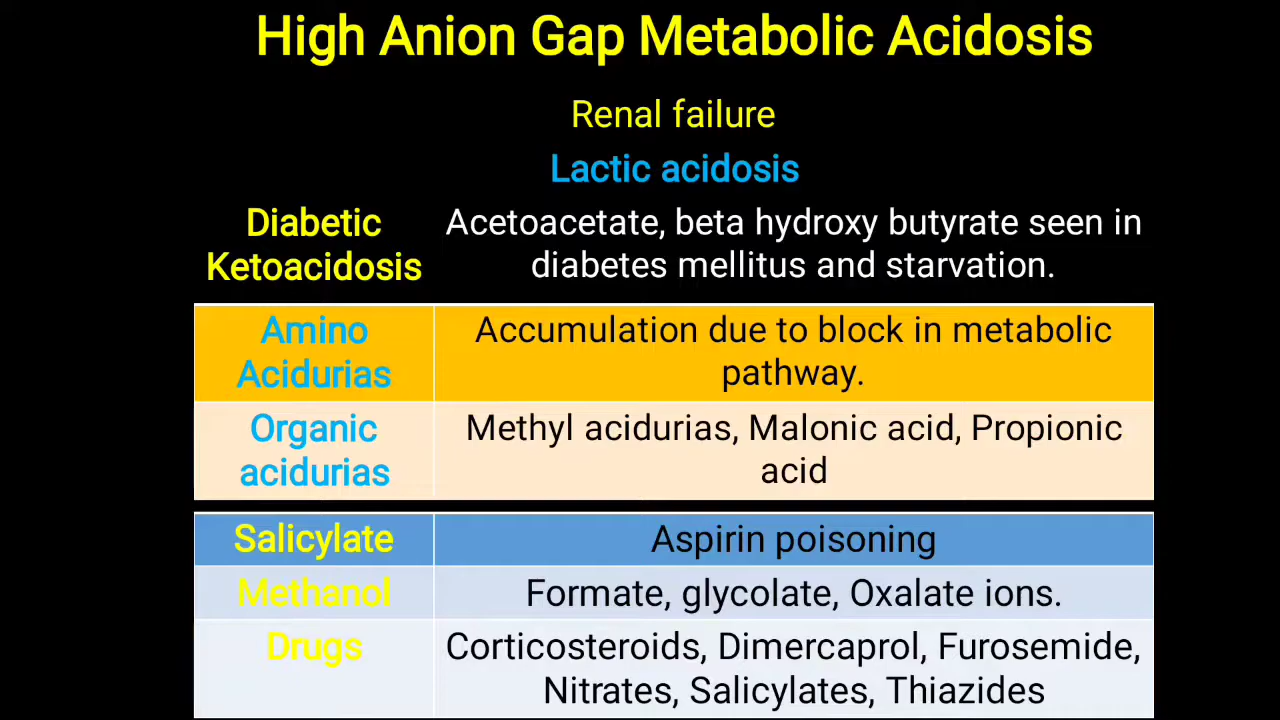 High Anion Gap Metabolic Acidosis
Renal failure
Lactic acidosis
Diabetic
Ketoacidosis
Acetoacetate, beta hydroxy butyrate seen in
diabetes mellitus and starvation.
Amino
Acidurias
Accumulation due to block in metabolic
pathway.
Organic
acidurias
Methyl acidurias, Malonic acid, Propionic
acid
Salicylate
Aspirin poisoning
Methanol
Formate, glycolate, Oxalate ions.
Drugs
Corticosteroids, Dimercaprol, Furosemide,
Nitrates, Salicylates, Thiazides